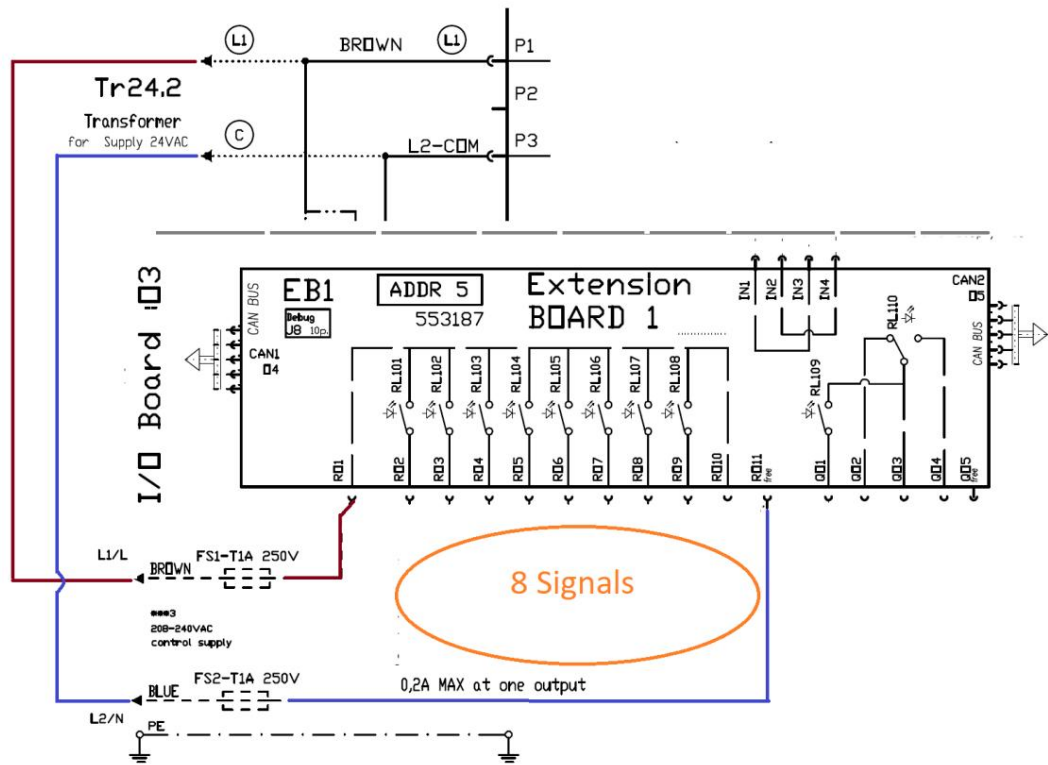 L1
BROWN
L1
P1
Tr24.2
P2
Transformer
for Supply 24VAC
C
L2-COM
P3
I/O Board :03
CAN BUS
EB1
Debug
J8 10p.
ADDR 5
553187
Extension
BOARD 1
IN1
IN2
IN3
IN4
CAN2
05
CAN BUS
CAN1
04
RL101
RL102
RL103
RL104
RL105
RL106
RL107
RL108
RL109
RL110
RO1
RO2
RO3
RO4
RO5
RO6
RO7
RO8
RO9
RO10
RO11
free
QO1
QO2
QO3
QO4
QO5
free
L1/L
BROWN
FS1-T1A 250V
8 Signals
***3
208-240VAC
control supply
BLUE
FS2-T1A 250V
0,2A MAX at one output
L2/N
PE